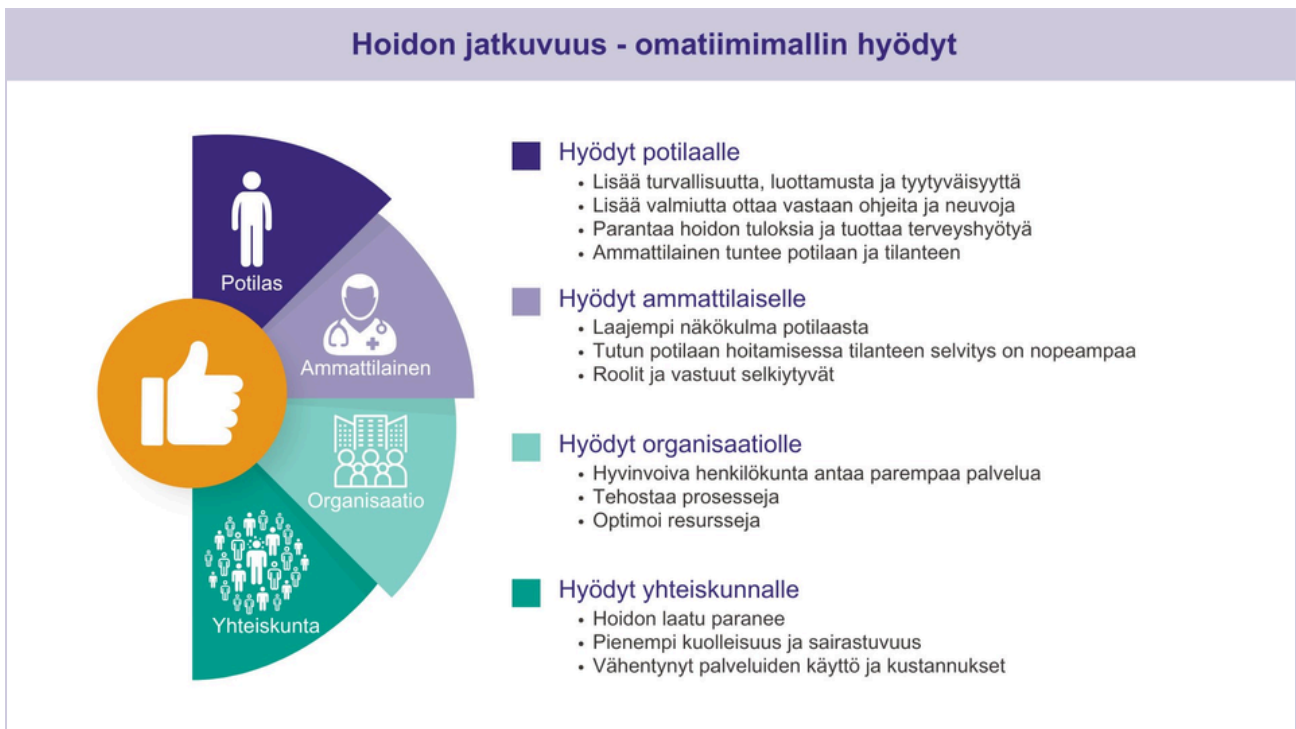 Hoidon jatkuvuus - omatiimimallin hyödyt
Potilas
Ammattilainen
Organisaatio
Yhteiskunta
Hyödyt potilaalle
• Lisää turvallisuutta, luottamusta ja tyytyväisyyttä
• Lisää valmiutta ottaa vastaan ohjeita ja neuvoja
• Parantaa hoidon tuloksia ja tuottaa terveyshyötyä
• Ammattilainen tuntee potilaan ja tilanteen
Hyödyt ammattilaiselle
• Laajempi näkökulma potilaasta
• Tutun potilaan hoitamisessa tilanteen selvitys on nopeampaa
• Roolit ja vastuut selkiytyvät
Hyödyt organisaatiolle
• Hyvinvoiva henkilökunta antaa parempaa palvelua
• Tehostaa prosesseja
• Optimoi resursseja
Hyödyt yhteiskunnalle
• Hoidon laatu paranee
• Pienempi kuolleisuus ja sairastuvuus
• Vähentynyt palveluiden käyttö ja kustannukset